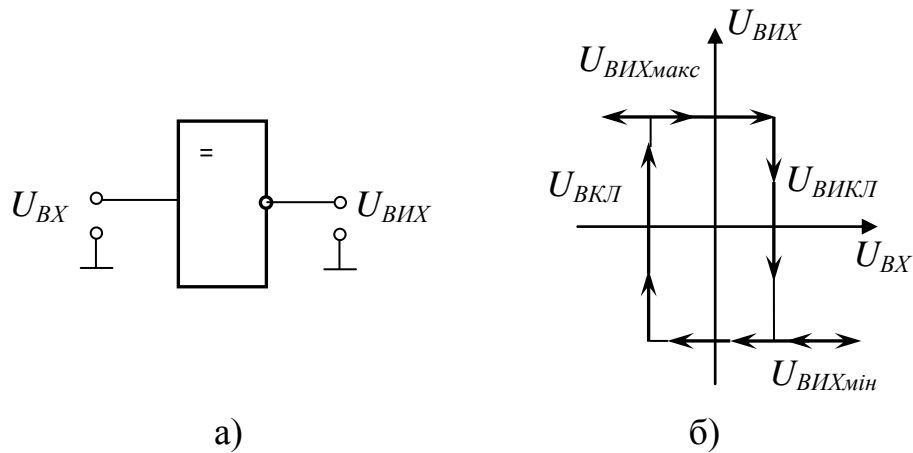 U_ВИХ
U_ВИХмакс
=
U_ВХ
U_ВИХ
U_ВКЛ
U_ВИКЛ
U_ВХ
U_ВИХмін
а)
б)